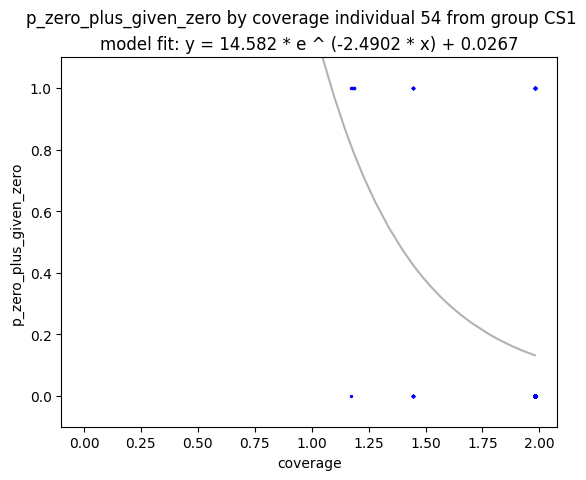 p_zero_plus_given_zero by coverage individual 54 from group CS1
model fit: y = 14.582 * e ^ (-2.4902 * x) + 0.0267
1.0
0.8
0.6
0.4
0.2
0.0
p_zero_plus_given_zero
0.00 0.25 0.50 0.75 1.00 1.25 1.50 1.75 2.00
coverage